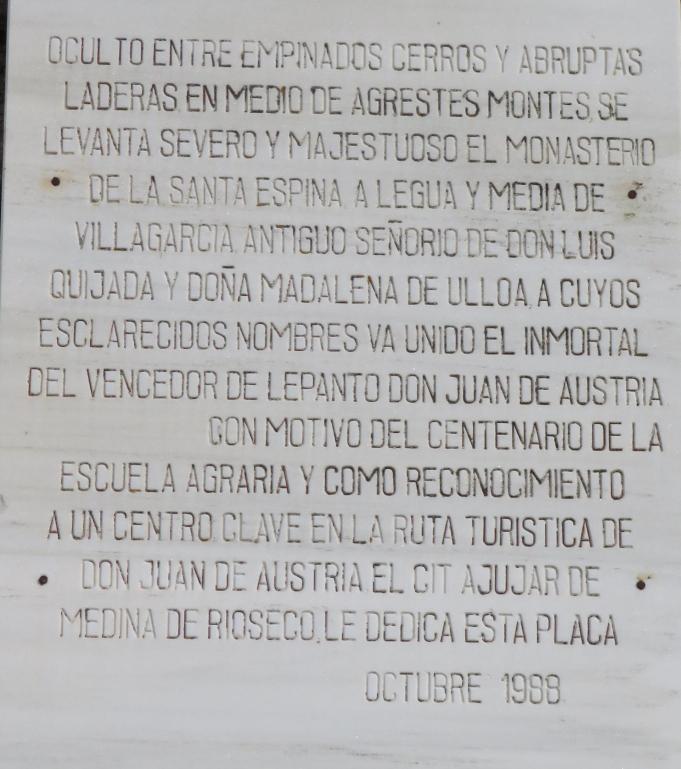 OCULTO ENTRE EMPINADOS CERROS Y ABRUPTAS
LADERAS, EN MEDIO DE AGRESTES MONTES, SE
LEVANTA SEVERO Y MAJESTUOSO EL MONASTERIO
DE LA SANTA ESPINA, A LEGUA Y MEDIA DE
VILLAGARCIA, ANTIGUO SEÑORIO DE DON LUIS
QUIJADA Y DOÑA MADALENA DE ULLOA, A CUYOS
ESCLARECIDOS NOMBRES VA UNIDO EL INMORTAL
DEL VENCEDOR DE LEPANTO DON JUAN DE AUSTRIA
CON MOTIVO DEL CENTENARIO DE LA
ESCUELA AGRARIA Y COMO RECONOCIMIENTO
A UN CENTRO CLAVE EN LA RUTA TURISTICA DE
DON JUAN DE AUSTRIA, EL CIT AJUJAR DE
MEDINA DE RIOSECO, LE DEDICA ESTA PLACA
OCTUBRE 1988